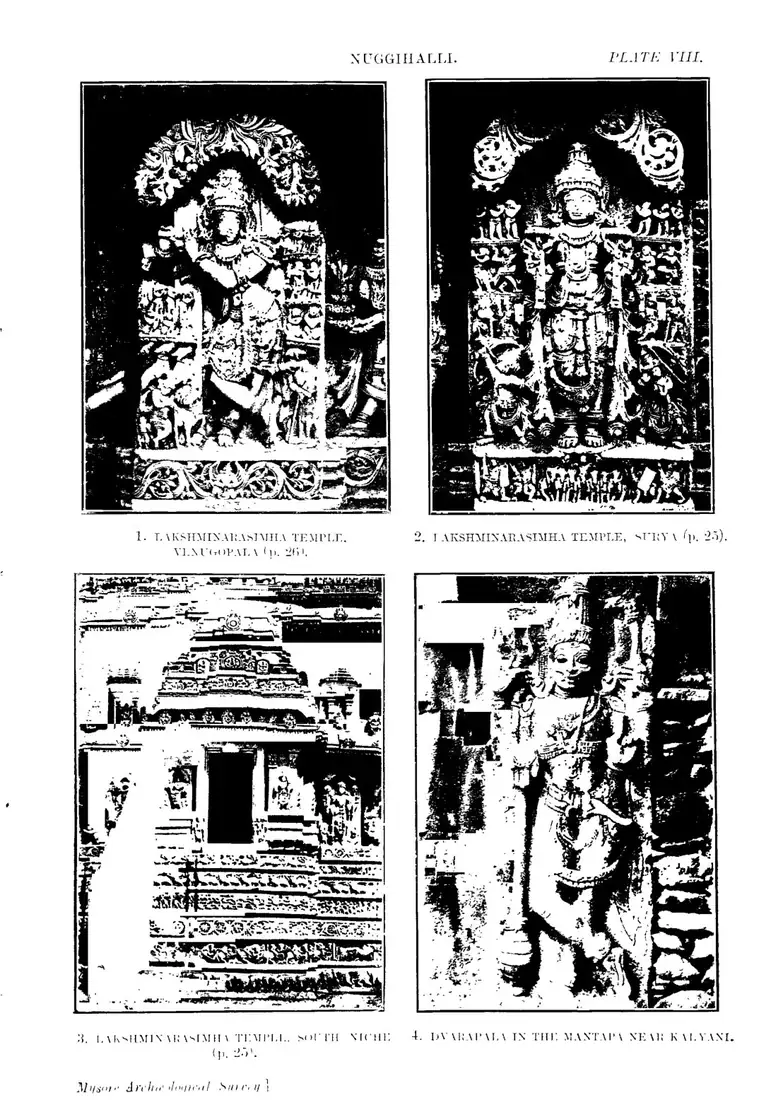 NUGGIHALLI. PLATE VIII.
1. LAKSHMINARASIMHA TEMPLE,
VENUGOPALA (p. 26).
2. LAKSHMINARASIMHA TEMPLE, SURYA (p. 25).
3. LAKSHMINARASIMHA TEMPLE, SOUTH NICHE
(p. 25).
4. DVARAPALA IN THE MANTAPA NEAR KALYANI.
Mysore Archæological Survey]